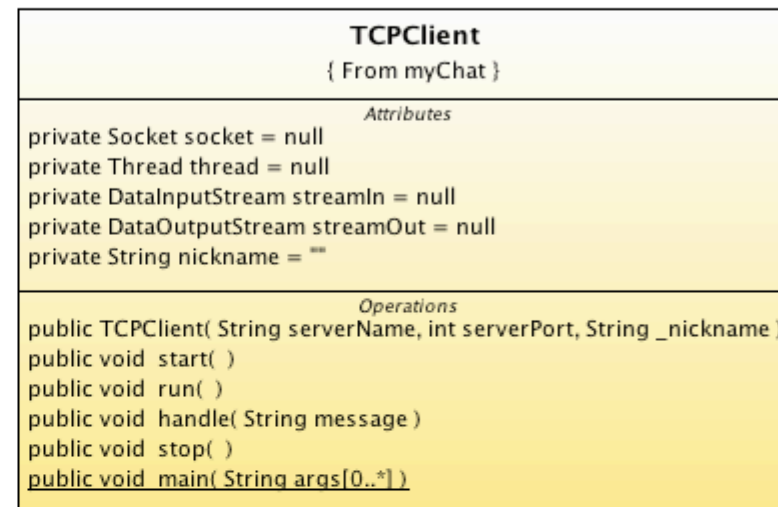 TCPClient
{ From myChat }
Attributes
private Socket socket = null
private Thread thread = null
private DataInputStream streamIn = null
private DataOutputStream streamOut = null
private String nickname = ""
Operations
public TCPClient( String serverName, int serverPort, String _nickname )
public void start( )
public void run( )
public void handle( String message )
public void stop( )
public void main( String args[0..*] )